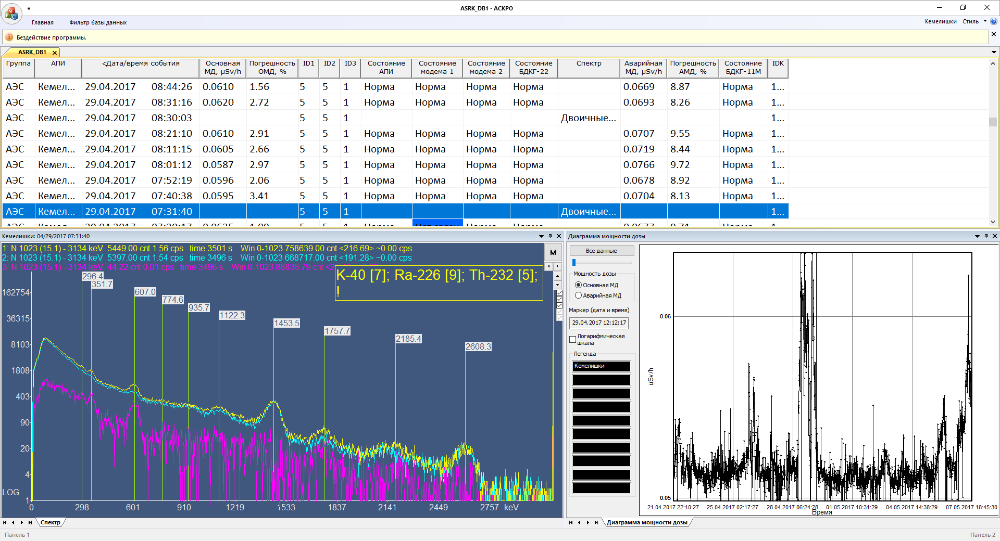 ASRK_DB1 - АСКРО
Главная Фильтр базы данных Кемелишки Стиль
Бездействие программы.
ASRK_DB1
Группа АПИ <Дата/время события Основная МД, µSv/h Погрешность ОМД, % ID1 ID2 ID3 Состояние АПИ Состояние модема 1 Состояние модема 2 Состояние БДКГ-22 Спектр Аварийная МД, µSv/h Погрешность АМД, % Состояние БДКГ-11М IDK
АЭС Кемел... 29.04.2017 08:44:26 0.0610 1.56 5 5 1 Норма Норма Норма Норма 0.0669 8.87 Норма 1...
АЭС Кемел... 29.04.2017 08:31:16 0.0620 2.72 5 5 1 Норма Норма Норма Норма 0.0693 8.26 Норма 1...
АЭС Кемел... 29.04.2017 08:30:03 5 5 1 Двоичные... 1...
АЭС Кемел... 29.04.2017 08:21:10 0.0610 2.91 5 5 1 Норма Норма Норма Норма 0.0707 9.55 Норма 1...
АЭС Кемел... 29.04.2017 08:11:15 0.0605 2.66 5 5 1 Норма Норма Норма Норма 0.0719 8.44 Норма 1...
АЭС Кемел... 29.04.2017 08:01:12 0.0587 2.97 5 5 1 Норма Норма Норма Норма 0.0766 9.72 Норма 1...
АЭС Кемел... 29.04.2017 07:52:19 0.0596 2.06 5 5 1 Норма Норма Норма Норма 0.0678 8.92 Норма 1...
АЭС Кемел... 29.04.2017 07:40:38 0.0595 3.41 5 5 1 Норма Норма Норма Норма 0.0704 8.13 Норма 1...
АЭС Кемел... 29.04.2017 07:31:40 5 5 1 Двоичные... 1...
Кемелишки: 04/29/2017 07:31:40
1: N 1023 (15.1) - 3134 keV 5449.00 cnt 1.56 cps time 3501 s Win 0-1023 758639.00 cnt <216.69> ~0.00 cps
2: N 1023 (15.1) - 3134 keV 5397.00 cnt 1.54 cps time 3496 s Win 0-1023 668717.00 cnt <191.28> ~0.00 cps
3: N 1023 (15.1) - 3134 keV 44.22 cnt 0.01 cps time 3496 s Win 0-1023 88838.79 cnt
M
K-40 [7]; Ra-226 [9]; Th-232 [5];
!
296.4
351.7
607.0
774.6
935.7
1122.3
1453.5
1757.7
2185.4
2608.3
162754
36315
8103
1808
403
90
20
4
LOG
1
0 298 601 910 1219 1533 1837 2141 2449 2757 keV
Спектр
Диаграмма мощности дозы
Все данные
Мощность дозы
Основная МД
Аварийная МД
Маркер (дата и время)
29.04.2017 12:12:17
Логарифмическая
шкала
Легенда
Кемелишки
0.06
uSv/h
0.05
21.04.2017 22:10:27 25.04.2017 02:17:27 28.04.2017 06:24:28 01.05.2017 10:31:29 04.05.2017 14:38:29 07.05.2017 18:45:30
Время
Диаграмма мощности дозы
Панель 1 Панель 2